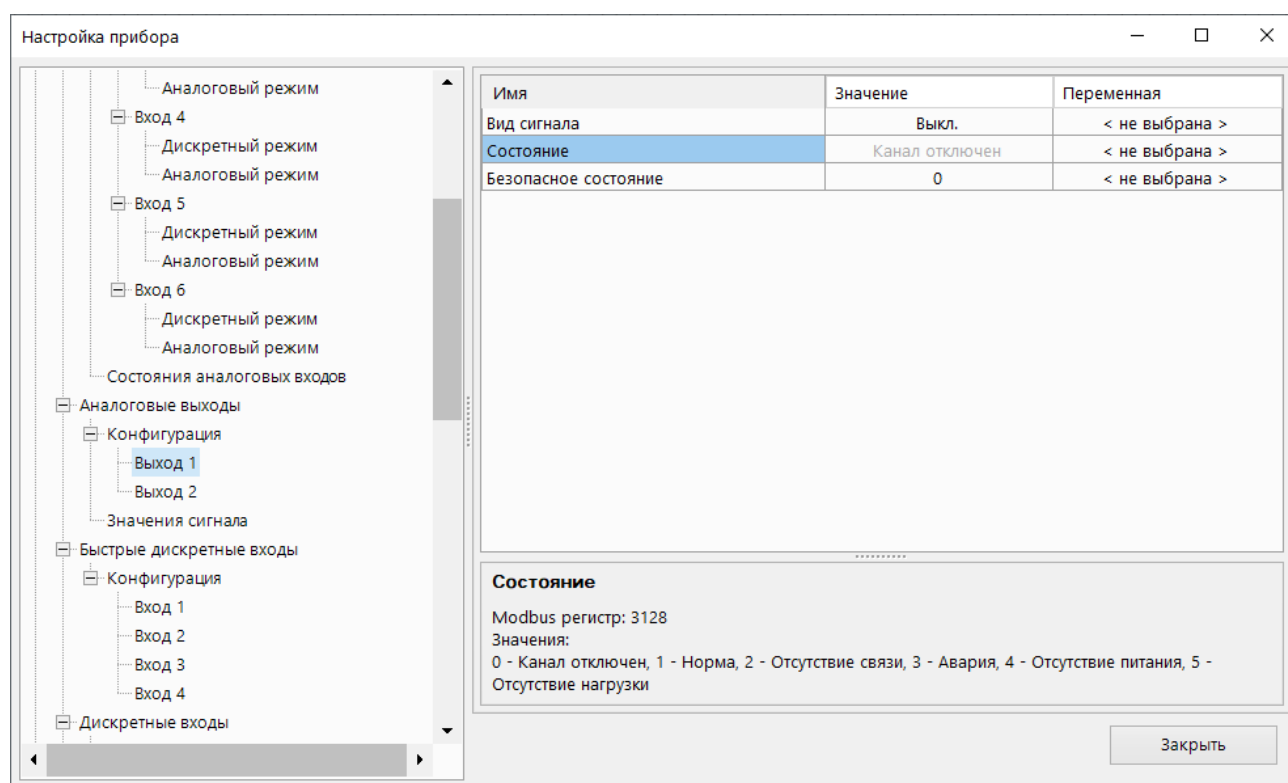 Настройка прибора
Аналоговый режим
Вход 4
Дискретный режим
Аналоговый режим
Вход 5
Дискретный режим
Аналоговый режим
Вход 6
Дискретный режим
Аналоговый режим
Состояния аналоговых входов
Аналоговые выходы
Конфигурация
Выход 1
Выход 2
Значения сигнала
Быстрые дискретные входы
Конфигурация
Вход 1
Вход 2
Вход 3
Вход 4
Дискретные входы
Имя Значение Переменная
Вид сигнала Выкл. < не выбрана >
Состояние Канал отключен < не выбрана >
Безопасное состояние 0 < не выбрана >
Состояние
Modbus регистр: 3128
Значения:
0 - Канал отключен, 1 - Норма, 2 - Отсутствие связи, 3 - Авария, 4 - Отсутствие питания, 5 -
Отсутствие нагрузки
Закрыть